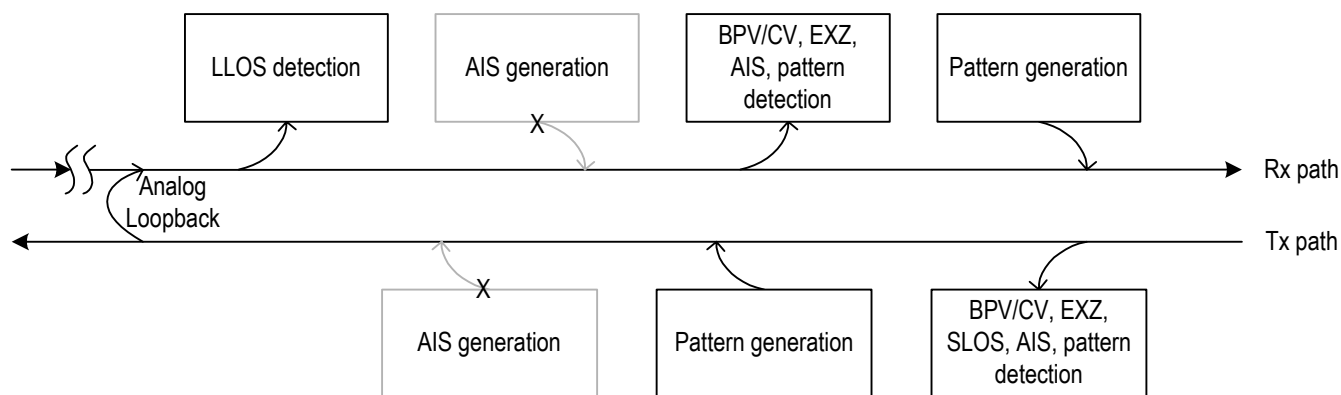 LLOS detection
AIS generation
BPV/CV, EXZ,
AIS, pattern
detection
Pattern generation
X
Rx path
Analog
Loopback
Tx path
X
AIS generation
Pattern generation
BPV/CV, EXZ,
SLOS, AIS, pattern
detection